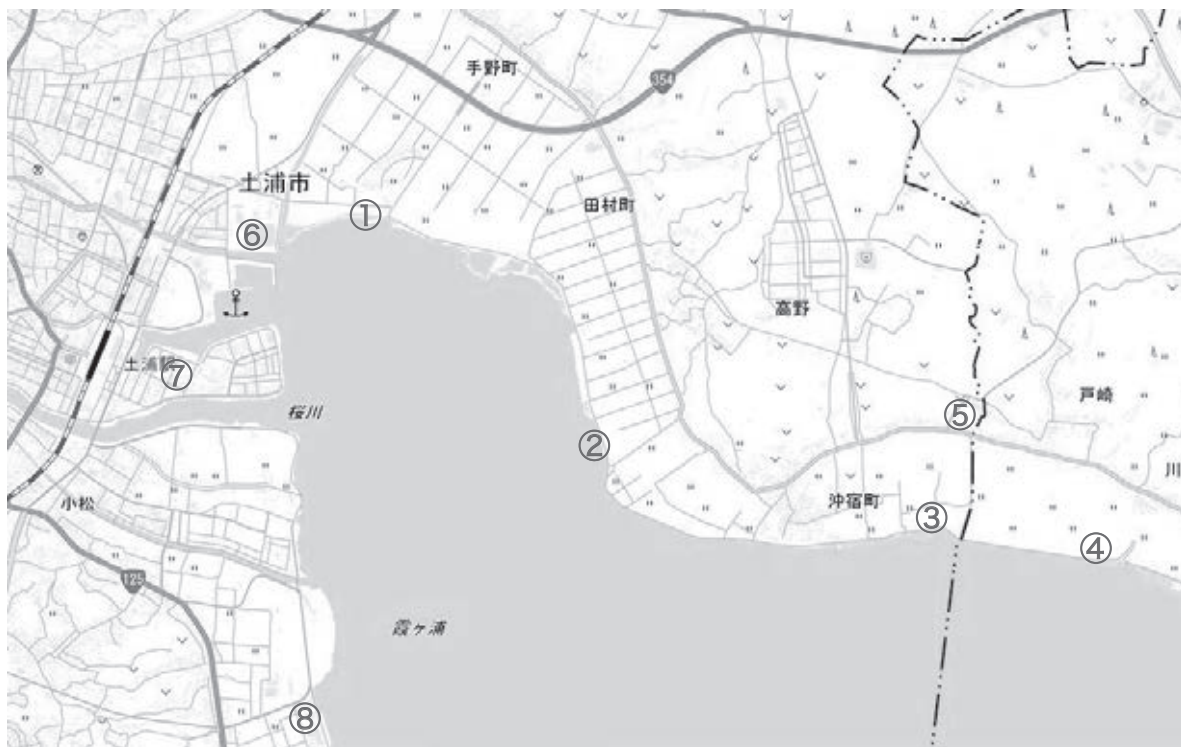 手野町
354
土浦市
①
田村町
⑥
高野
土浦駅
⑦
戸崎
桜川
⑤
②
川
小松
沖宿町
③
④
125
霞ヶ浦
⑧